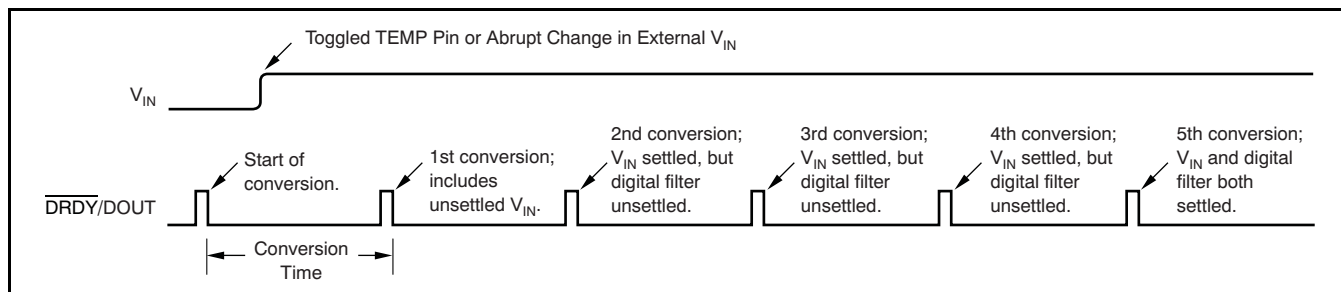 Toggled TEMP Pin or Abrupt Change in External VIN
VIN
Start of
conversion.
1st conversion;
includes
unsettled VIN.
2nd conversion;
VIN settled, but
digital filter
unsettled.
3rd conversion;
VIN settled, but
digital filter
unsettled.
4th conversion;
VIN settled, but
digital filter
unsettled.
5th conversion;
VIN and digital
filter both
settled.
DRDY/DOUT
Conversion
Time